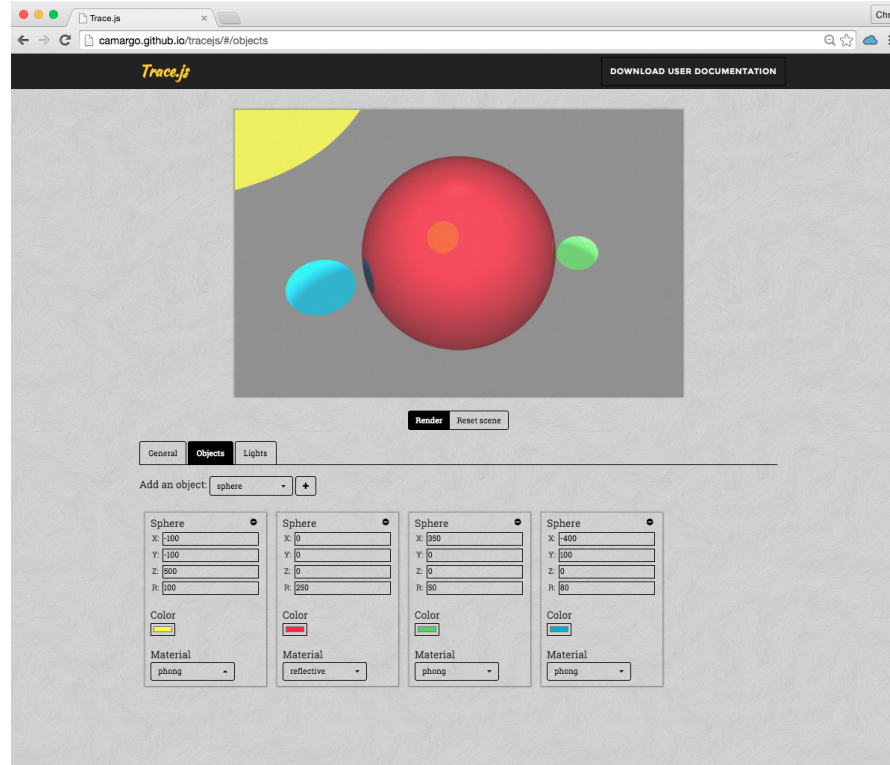 Trace.js
Chr
camargo.github.io/tracejs/#/objects
Trace.js
DOWNLOAD USER DOCUMENTATION
Render Reset scene
General Objects Lights
Add an object: sphere
Sphere Sphere Sphere Sphere
X: -100 X: 0 X: 350 X: -400
Y: -100 Y: 0 Y: 0 Y: 100
Z: 500 Z: 0 Z: 0 Z: 0
R: 100 R: 250 R: 50 R: 80
Color Color Color Color
Material Material Material Material
phong reflective phong phong